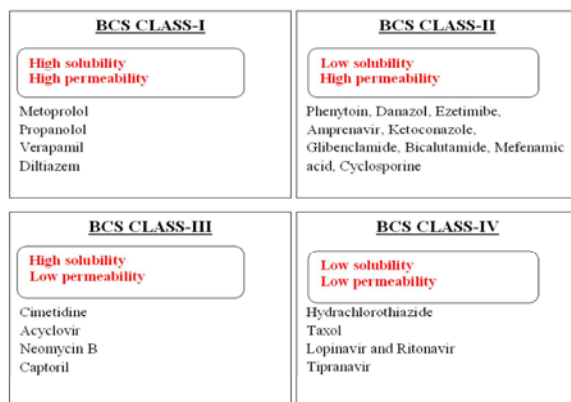 BCS CLASS-I
High solubility
High permeability
Metoprolol
Propanolol
Verapamil
Diltiazem
BCS CLASS-II
Low solubility
High permeability
Phenytoin, Danazol, Ezetimibe,
Amprenavir, Ketoconazole,
Glibenclamide, Bicalutamide, Mefenamic
acid, Cyclosporine
BCS CLASS-III
High solubility
Low permeability
Cimetidine
Acyclovir
Neomycin B
Captoril
BCS CLASS-IV
Low solubility
Low permeability
Hydrachlorothiazide
Taxol
Lopinavir and Ritonavir
Tipranavir